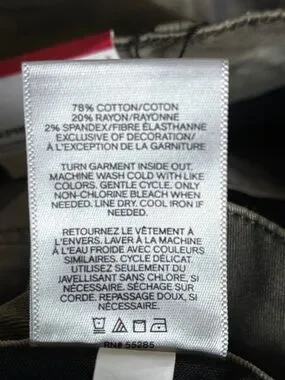 78% COTTON/COTON
20% RAYON/RAYONNE
2% SPANDEX/FIBRE ÉLASTHANNE
EXCLUSIVE OF DECORATION/
À L'EXCEPTION DE LA GARNITURE
TURN GARMENT INSIDE OUT.
MACHINE WASH COLD WITH LIKE
COLORS. GENTLE CYCLE. ONLY
NON-CHLORINE BLEACH WHEN
NEEDED. LINE DRY. COOL IRON IF
NEEDED.
RETOURNEZ LE VÊTEMENT À
L'ENVERS. LAVER À LA MACHINE
À L'EAU FROIDE AVEC COULEURS
SIMILAIRES. CYCLE DÉLICAT.
UTILISEZ SEULEMENT DU
JAVELLISANT SANS CHLORE, SI
NÉCESSAIRE. SÉCHAGE SUR
CORDE. REPASSAGE DOUX, SI
NÉCESSAIRE.
RN# 55285